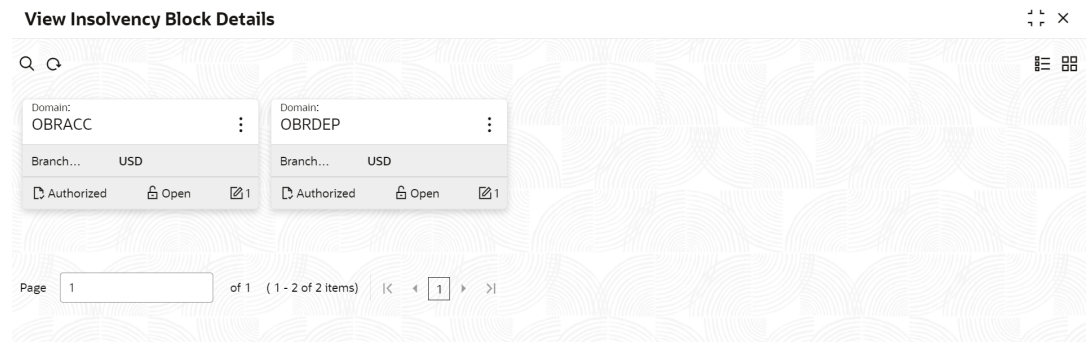 View Insolvency Block Details
Domain: Domain:
OBRACC OBRDEP
Branch... USD Branch... USD
Authorized Open 1 Authorized Open 1
Page 1 of 1 ( 1 - 2 of 2 items) 1